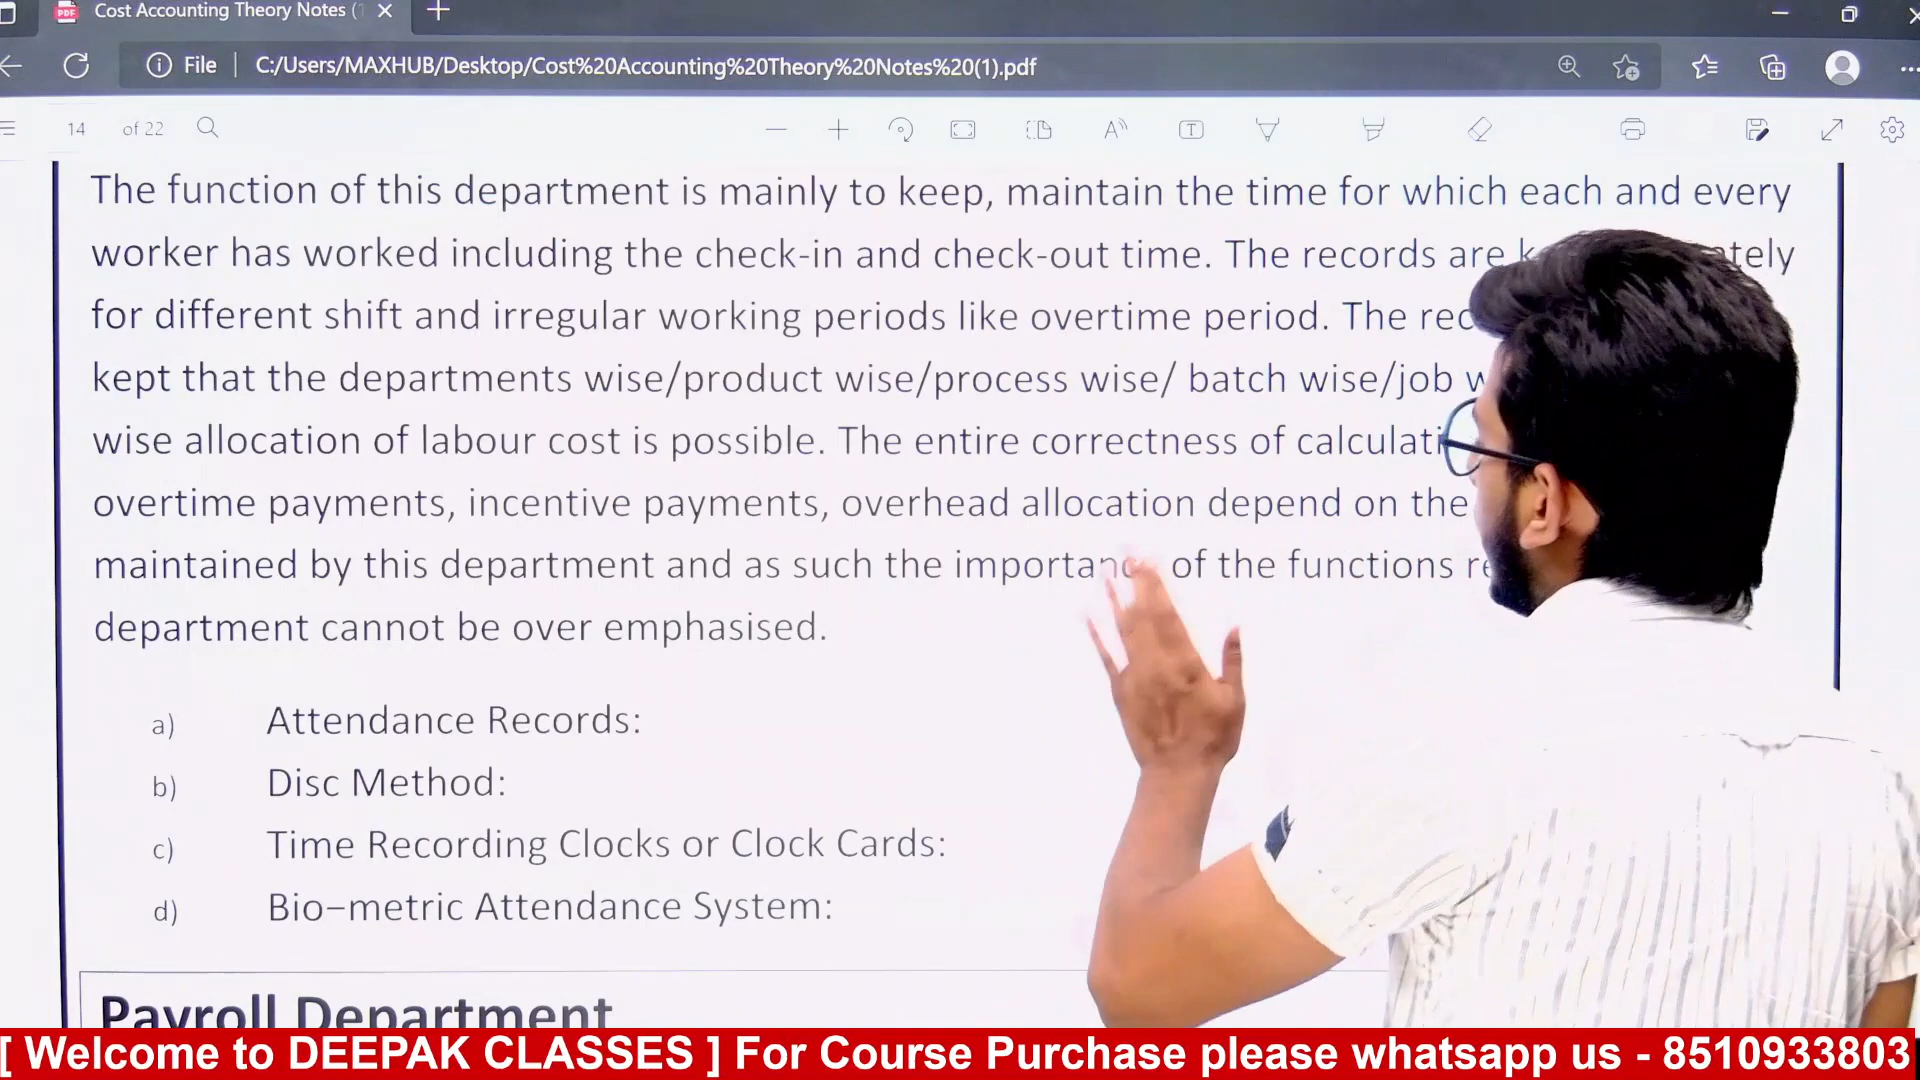 Cost Accounting Theory Notes (
File
C:/Users/MAXHUB/Desktop/Cost%20Accounting%20Theory%20Notes%20(1).pdf
14 of 22
The function of this department is mainly to keep, maintain the time for which each and every
worker has worked including the check-in and check-out time. The records are
for different shift and irregular working periods like overtime period. The
kept that the departments wise/product wise/process wise/ batch wise/job
wise allocation of labour cost is possible. The entire correctness of
overtime payments, incentive payments, overhead allocation depend on the
maintained by this department and as such the importance of the functions
department cannot be over emphasised.
a) Attendance Records:
b) Disc Method:
c) Time Recording Clocks or Clock Cards:
d) Bio–metric Attendance System:
Payroll Department
[ Welcome to DEEPAK CLASSES ] For Course Purchase please whatsapp us - 8510933803